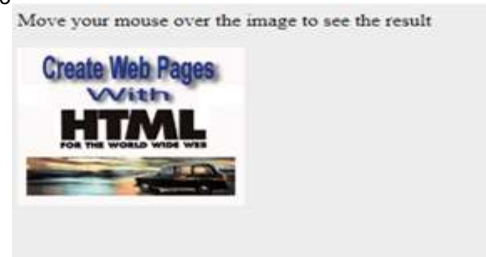 Move your mouse over the image to see the result
Create Web Pages
With
HTML
FOR THE WORLD WIDE WEB